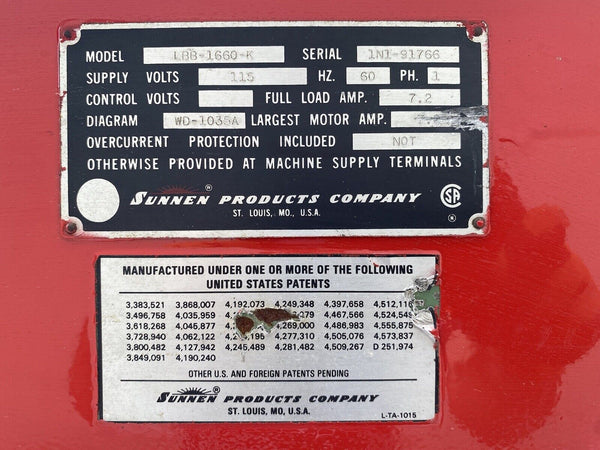 MODEL LBB-1660-K SERIAL 1N1-91766
SUPPLY VOLTS 115 HZ. 60 PH. 1
CONTROL VOLTS FULL LOAD AMP. 7.2
DIAGRAM WD-1035A LARGEST MOTOR AMP.
OVERCURRENT PROTECTION INCLUDED NOT
OTHERWISE PROVIDED AT MACHINE SUPPLY TERMINALS
SUNNEN® PRODUCTS COMPANY SA
ST. LOUIS, MO., U.S.A.
MANUFACTURED UNDER ONE OR MORE OF THE FOLLOWING
UNITED STATES PATENTS
3,383,521 3,868,007 4,192,073 4,249,348 4,397,658 4,512,116
3,496,758 4,035,959 4,467,566 4,524,549
3,618,268 4,045,877 4,269,000 4,486,983 4,555,875
3,728,940 4,062,122 4,277,310 4,505,076 4,573,837
3,800,482 4,127,942 4,245,489 4,281,482 4,509,267 D 251,974
3,849,091 4,190,240
OTHER U.S. AND FOREIGN PATENTS PENDING
SUNNEN® PRODUCTS COMPANY
ST. LOUIS, MO, U.S.A.
L-TA-1015